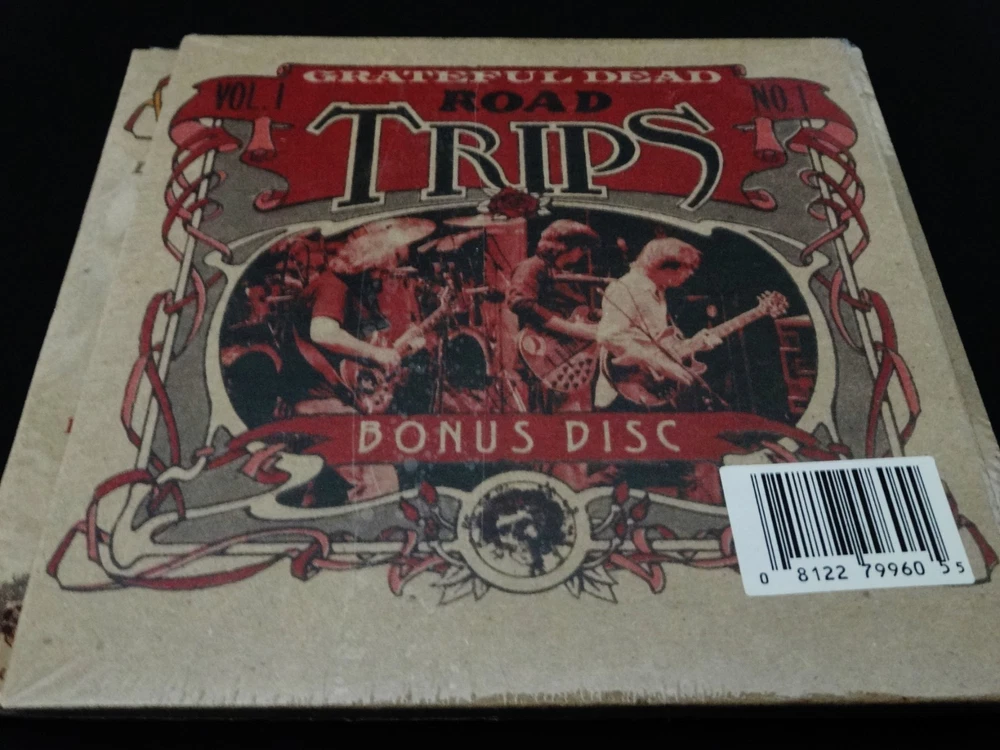 GRATEFUL DEAD
VOL. 1
ROAD
NO. 1
TRIPS
BONUS DISC
0 8122 79960 5 5